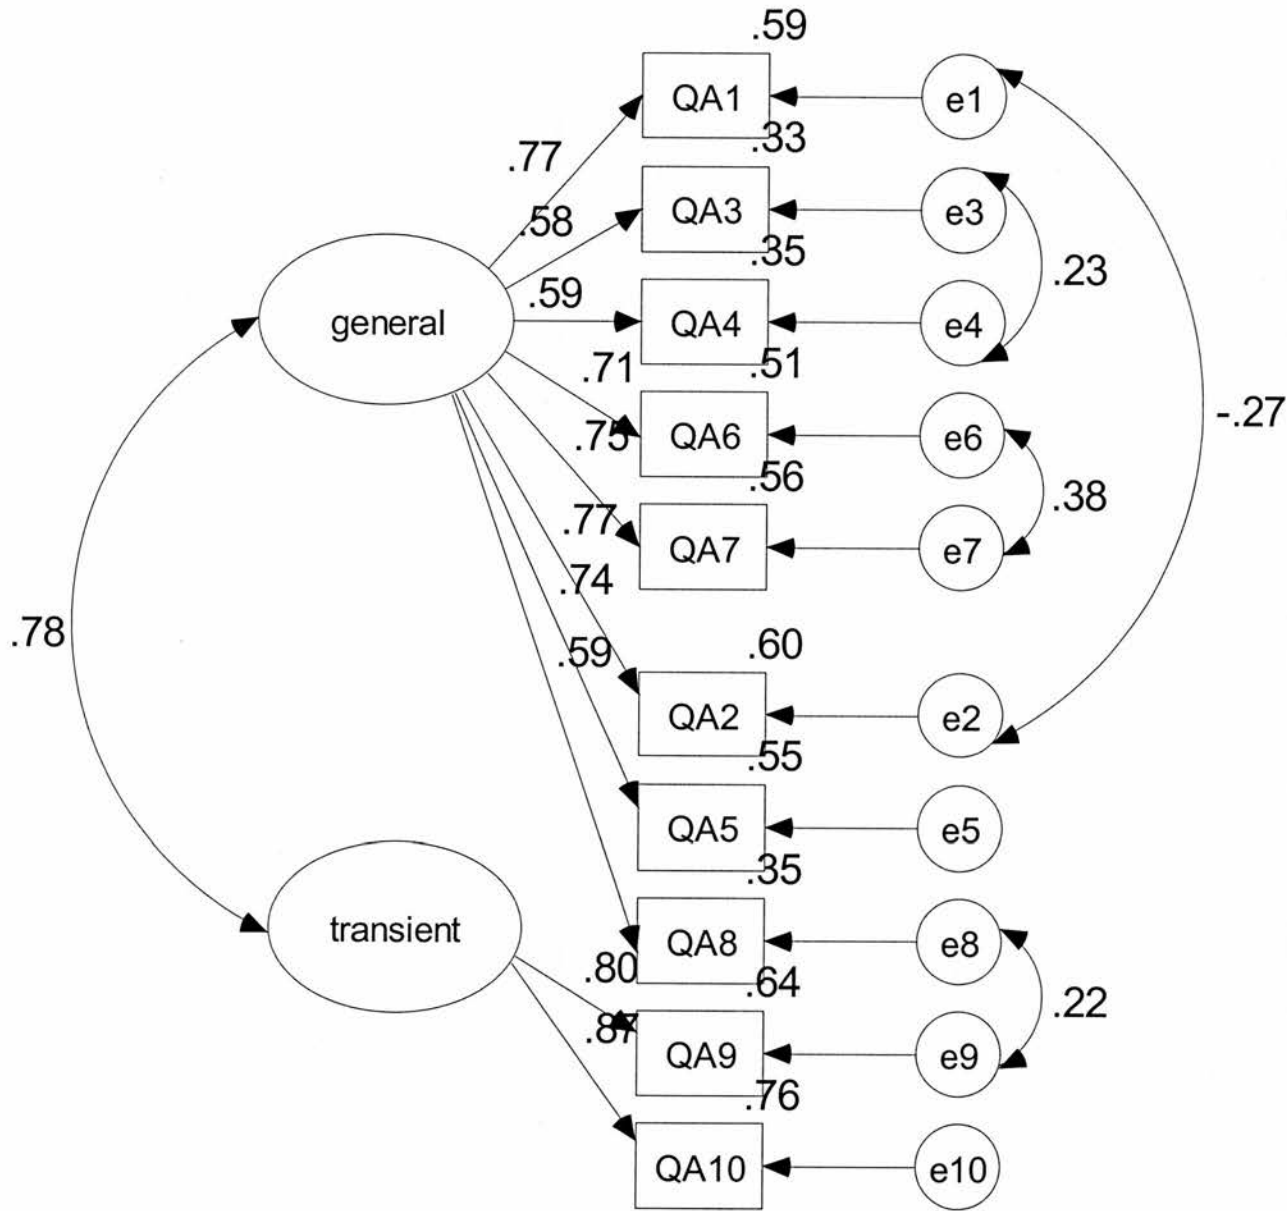 .59
QA1
e1
.33
.77
QA3
e3
.58
.35
.23
.59
general
QA4
e4
.51
.71
-.27
QA6
e6
.75
.56
.38
.77
QA7
e7
.74
.78
.59
.60
QA2
e2
.55
QA5
e5
.35
transient
QA8
e8
.80
.64
.22
.87
QA9
e9
.76
QA10
e10